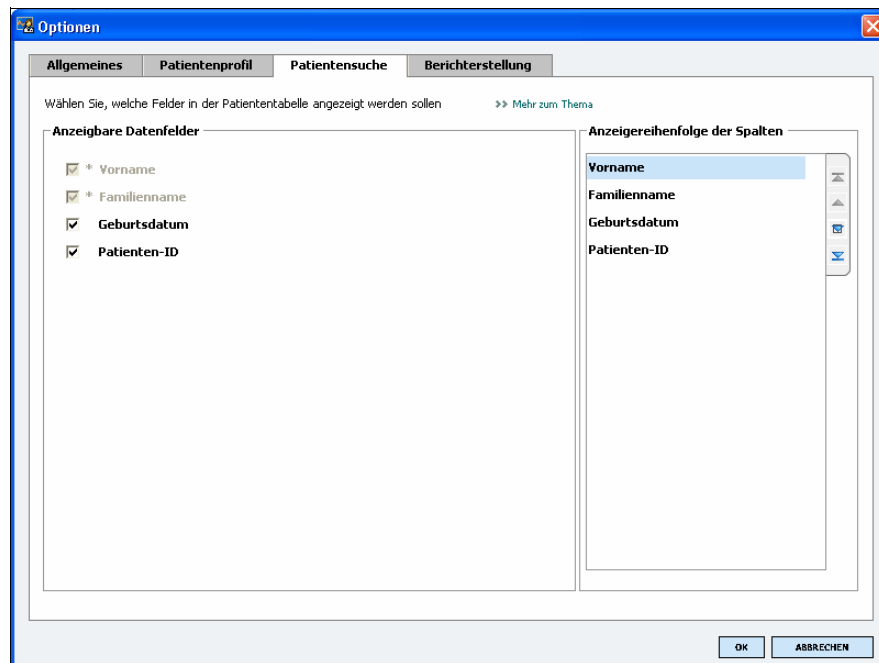 Optionen
Allgemeines Patientenprofil Patientensuche Berichterstellung
Wählen Sie, welche Felder in der Patiententabelle angezeigt werden sollen >> Mehr zum Thema
Anzeigbare Datenfelder
* Vorname
* Familienname
Geburtsdatum
Patienten-ID
Anzeigereihenfolge der Spalten
Vorname
Familienname
Geburtsdatum
Patienten-ID
OK ABBRECHEN